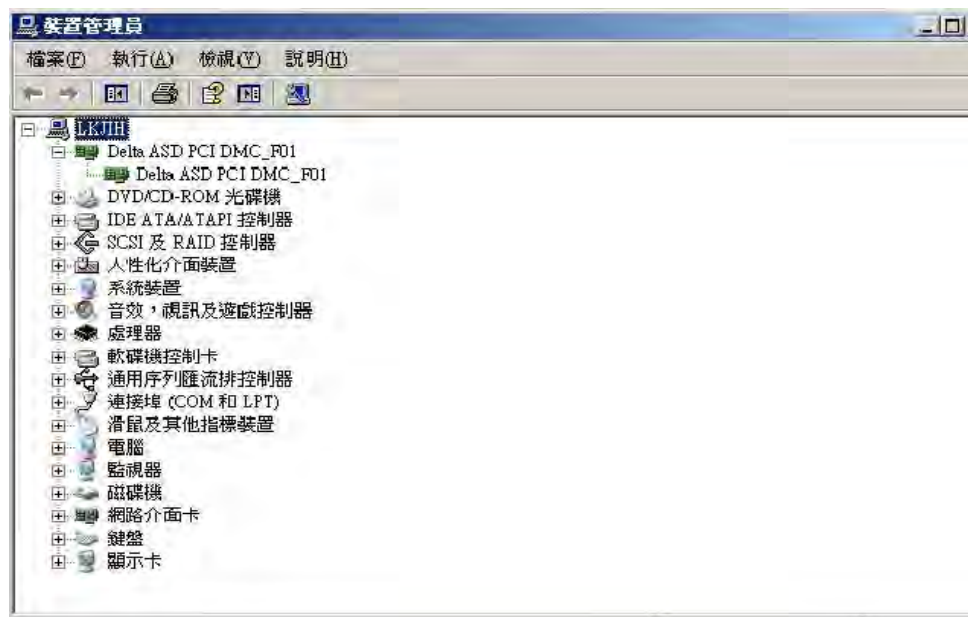 裝置管理員
檔案(F) 執行(A) 檢視(V) 說明(H)
LKJIH
Delta ASD PCI DMC_F01
Delta ASD PCI DMC_F01
DVD/CD-ROM 光碟機
IDE ATA/ATAPI 控制器
SCSI 及 RAID 控制器
人性化介面裝置
系統裝置
音效，視訊及遊戲控制器
處理器
軟碟機控制卡
通用序列匯流排控制器
連接埠 (COM 和 LPT)
滑鼠及其他指標裝置
電腦
監視器
磁碟機
網路介面卡
鍵盤
顯示卡